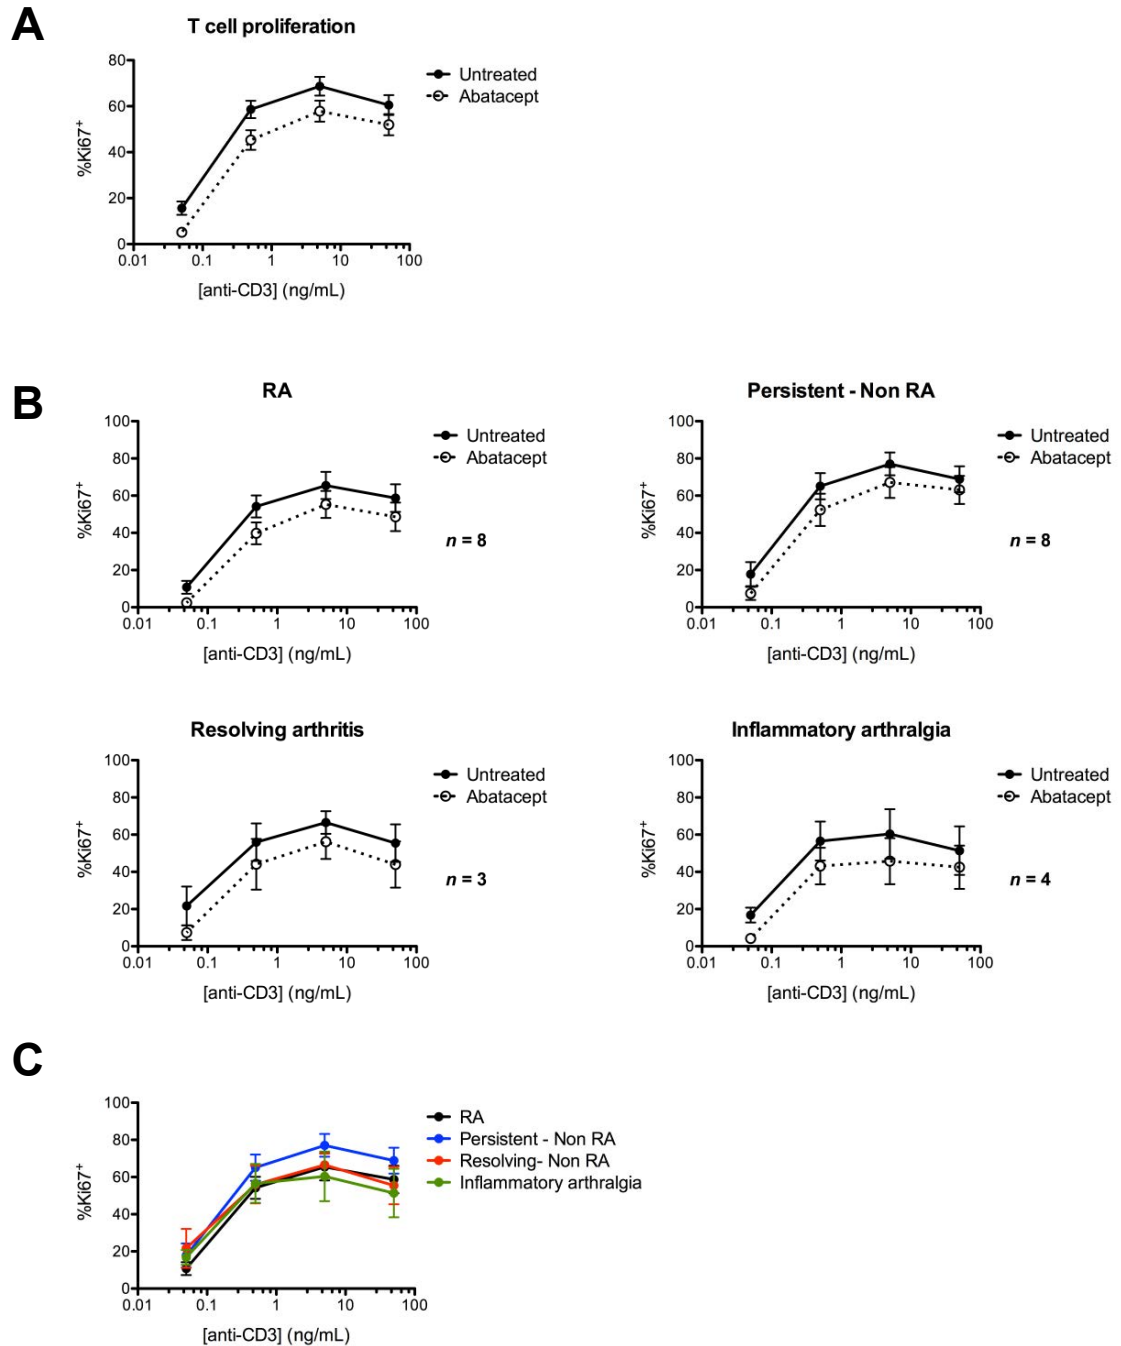 A
T cell proliferation
80
60
40
20
0
%Ki67+
0.01 0.1 1 10 100
[anti-CD3] (ng/mL)
Untreated
Abatacept
B
RA
100
80
60
40
20
0
%Ki67+
0.01 0.1 1 10 100
[anti-CD3] (ng/mL)
Untreated
Abatacept
n = 8
Persistent - Non RA
100
80
60
40
20
0
%Ki67+
0.01 0.1 1 10 100
[anti-CD3] (ng/mL)
Untreated
Abatacept
n = 8
Resolving arthritis
100
80
60
40
20
0
%Ki67+
0.01 0.1 1 10 100
[anti-CD3] (ng/mL)
Untreated
Abatacept
n = 3
Inflammatory arthralgia
100
80
60
40
20
0
%Ki67+
0.01 0.1 1 10 100
[anti-CD3] (ng/mL)
Untreated
Abatacept
n = 4
C
100
80
60
40
20
0
%Ki67+
0.01 0.1 1 10 100
[anti-CD3] (ng/mL)
RA
Persistent - Non RA
Resolving- Non RA
Inflammatory arthralgia